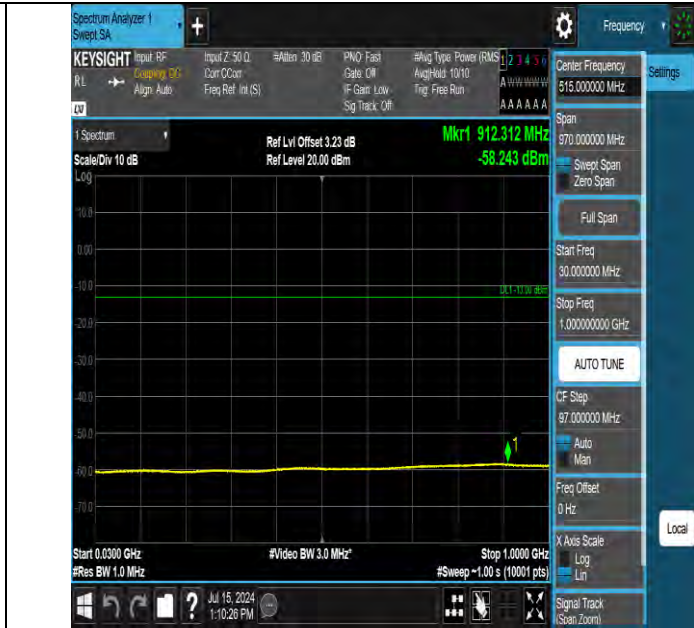 Spectrum Analyzer 1
Swept SA
+
Frequency
KEYSIGHT
RL
LXI
Input: RF
Coupling: DC
Align: Auto
Input Z: 50 Ω
Corr CCorr
Freq Ref: Int (S)
#Atten: 30 dB
PNO: Fast
Gate: Off
IF Gain: Low
Sig Track: Off
#Avg Type: Power (RMS
Avg|Hold: 10/10
Trig: Free Run
1 2 3 4 5 6
A W W W W W
A A A A A A
Center Frequency
515.000000 MHz
Settings
1 Spectrum
Scale/Div 10 dB
Ref Lvl Offset 3.23 dB
Ref Level 20.00 dBm
Mkr1 912.312 MHz
-58.243 dBm
Span
970.000000 MHz
Swept Span
Zero Span
Full Span
Start Freq
30.000000 MHz
Stop Freq
1.000000000 GHz
AUTO TUNE
CF Step
97.000000 MHz
Auto
Man
Freq Offset
0 Hz
X Axis Scale
Log
Lin
Signal Track
(Span Zoom)
Local
Log
10.0
0.00
-10.0
DL1 -13.00 dBm
-30.0
-40.0
-50.0
1
-60.0
-70.0
Start 0.0300 GHz
#Res BW 1.0 MHz
#Video BW 3.0 MHz*
Stop 1.0000 GHz
#Sweep ~1.00 s (10001 pts)
?
Jul 15, 2024
1:10:26 PM